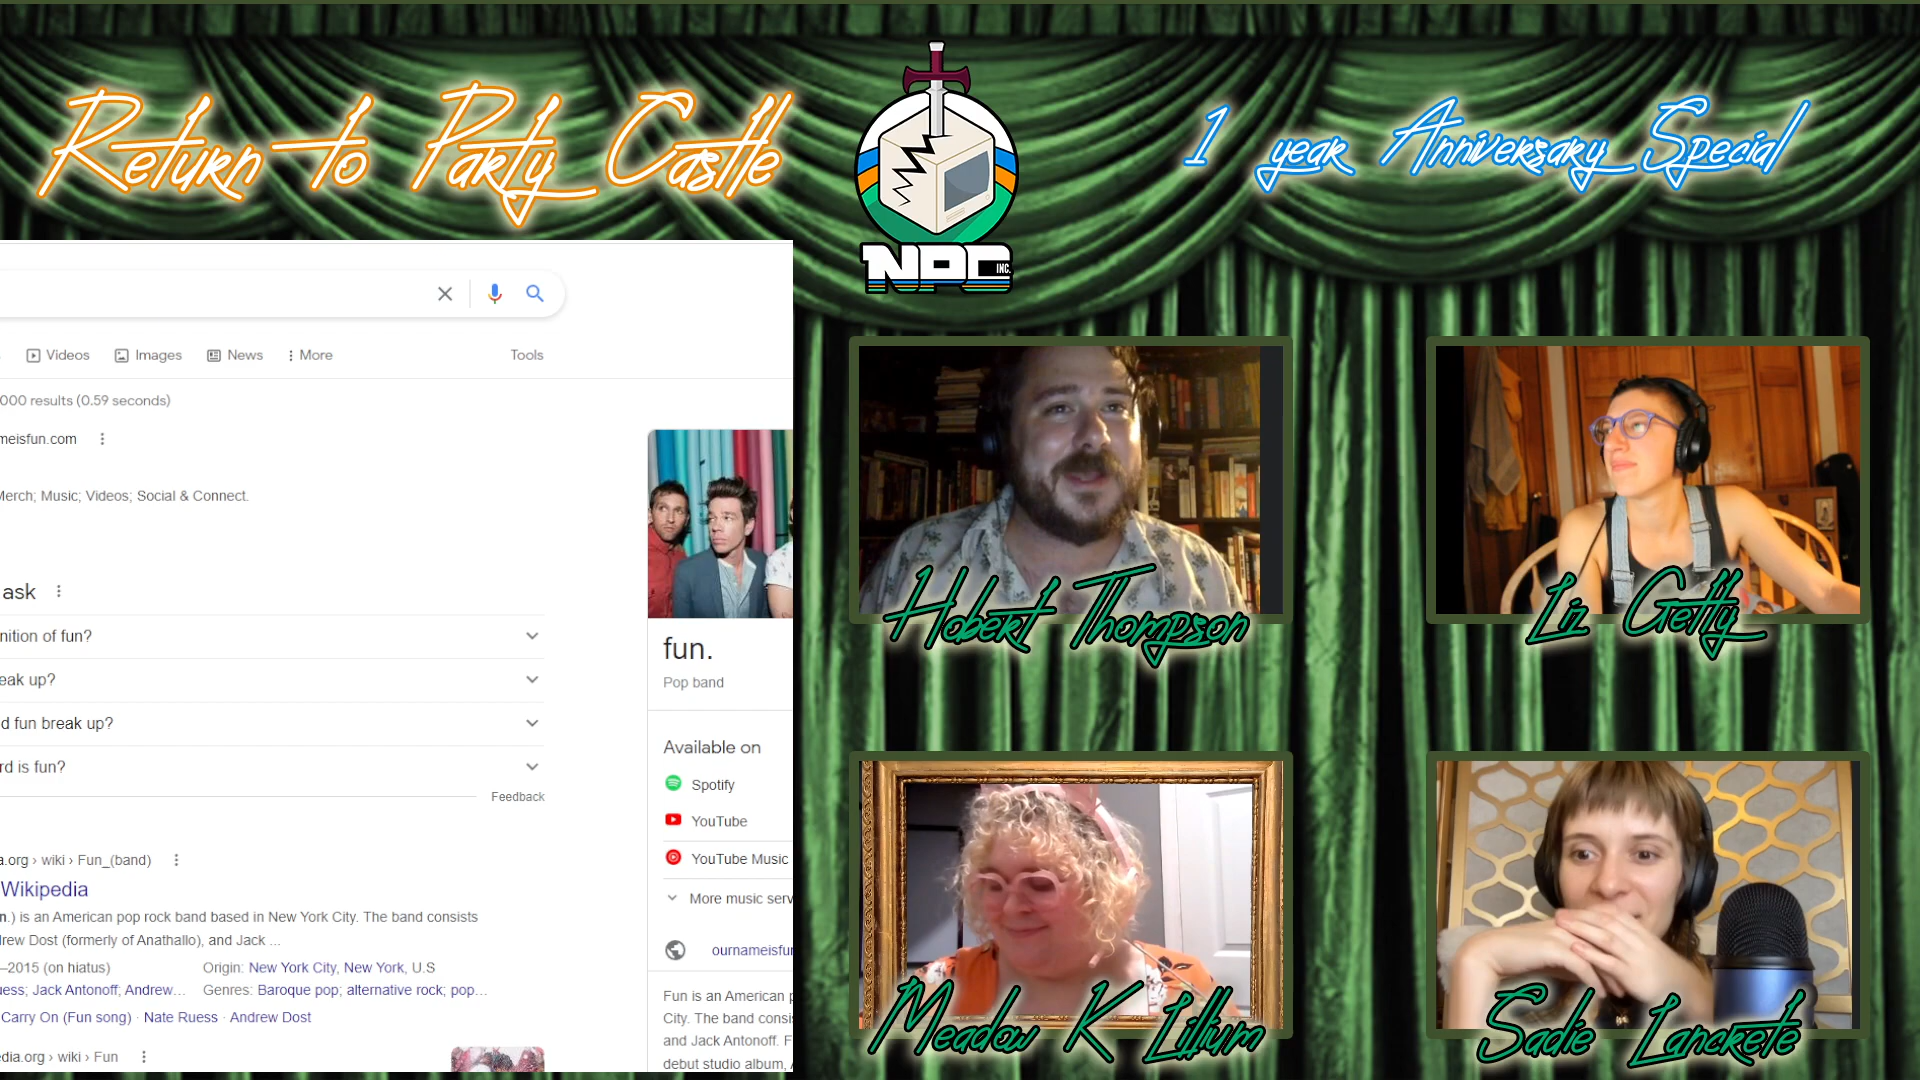 Return to Party Castle
1 year Anniversary Special
NPC INC.
Videos
Images
News
More
Tools
000 results (0.59 seconds)
meisfun.com
Merch; Music; Videos; Social & Connect.
ask
nition of fun?
eak up?
d fun break up?
rd is fun?
Feedback
a.org › wiki › Fun_(band)
Wikipedia
n.) is an American pop rock band based in New York City. The band consists
drew Dost (formerly of Anathallo), and Jack ...
–2015 (on hiatus)
Origin: New York City, New York, U.S
uess; Jack Antonoff; Andrew...
Genres: Baroque pop; alternative rock; pop...
Carry On (Fun song) · Nate Ruess · Andrew Dost
dia.org › wiki › Fun
fun.
Pop band
Available on
Spotify
YouTube
YouTube Music
More music serv
ournameisfun
Fun is an American p
City. The band consis
and Jack Antonoff. F
debut studio album,
Hobert Thompson
Liz Getty
Meadow K Lillium
Sadie Lancrete